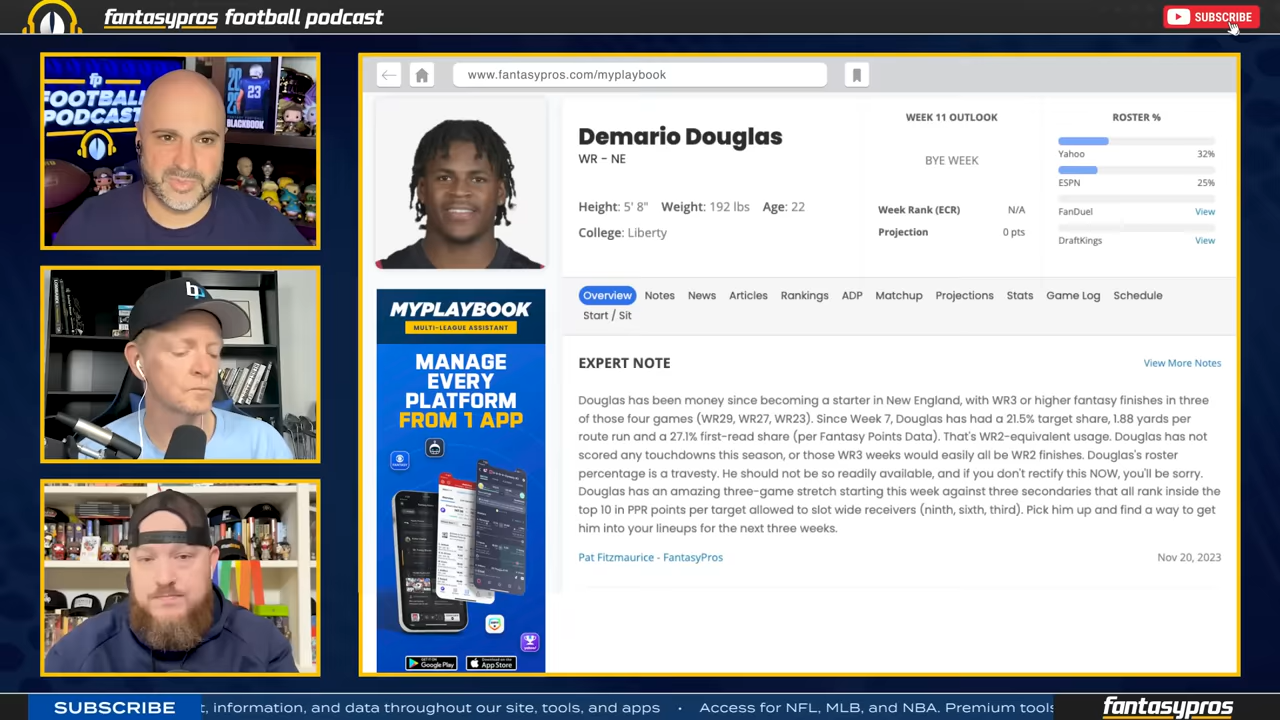 fantasypros football podcast
SUBSCRIBE
FOOTBALL
PODCAST
23
BLACKBOOK
www.fantasypros.com/myplaybook
Demario Douglas
WR - NE
Height: 5' 8" Weight: 192 lbs Age: 22
College: Liberty
WEEK 11 OUTLOOK
BYE WEEK
Week Rank (ECR) N/A
Projection 0 pts
ROSTER %
Yahoo 32%
ESPN 25%
FanDuel View
DraftKings View
Overview Notes News Articles Rankings ADP Matchup Projections Stats Game Log Schedule
Start / Sit
MYPLAYBOOK
MULTI-LEAGUE ASSISTANT
MANAGE
EVERY
PLATFORM
FROM 1 APP
Google Play
App Store
EXPERT NOTE
View More Notes
Douglas has been money since becoming a starter in New England, with WR3 or higher fantasy finishes in three
of those four games (WR29, WR27, WR23). Since Week 7, Douglas has had a 21.5% target share, 1.88 yards per
route run and a 27.1% first-read share (per Fantasy Points Data). That's WR2-equivalent usage. Douglas has not
scored any touchdowns this season, or those WR3 weeks would easily all be WR2 finishes. Douglas's roster
percentage is a travesty. He should not be so readily available, and if you don't rectify this NOW, you'll be sorry.
Douglas has an amazing three-game stretch starting this week against three secondaries that all rank inside the
top 10 in PPR points per target allowed to slot wide receivers (ninth, sixth, third). Pick him up and find a way to get
him into your lineups for the next three weeks.
Pat Fitzmaurice - FantasyPros
Nov 20, 2023
SUBSCRIBE
t, information, and data throughout our site, tools, and apps • Access for NFL, MLB, and NBA. Premium tools
fantasypros